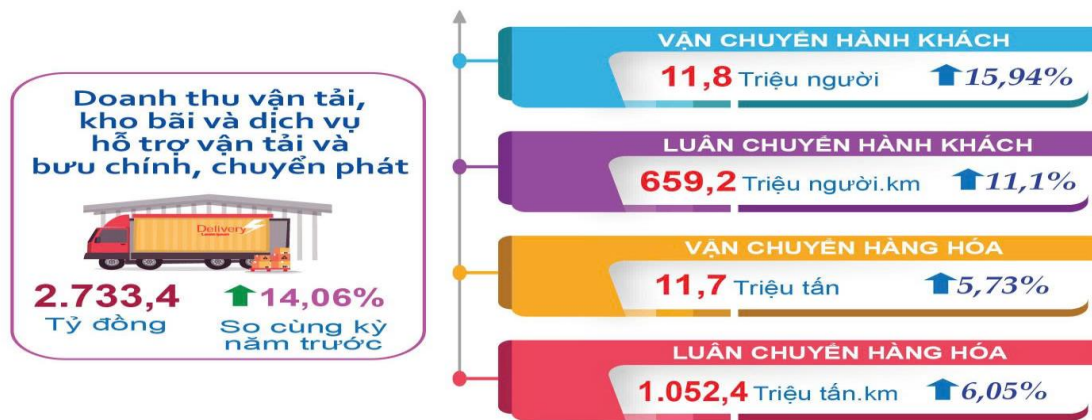 Doanh thu vận tải,
kho bãi và dịch vụ
hỗ trợ vận tải và
bưu chính, chuyển phát
Delivery
2.733,4
Tỷ đồng
14,06%
So cùng kỳ
năm trước
VẬN CHUYỂN HÀNH KHÁCH
11,8 Triệu người 15,94%
LUÂN CHUYỂN HÀNH KHÁCH
659,2 Triệu người.km 11,1%
VẬN CHUYỂN HÀNG HÓA
11,7 Triệu tấn 5,73%
LUÂN CHUYỂN HÀNG HÓA
1.052,4 Triệu tấn.km 6,05%